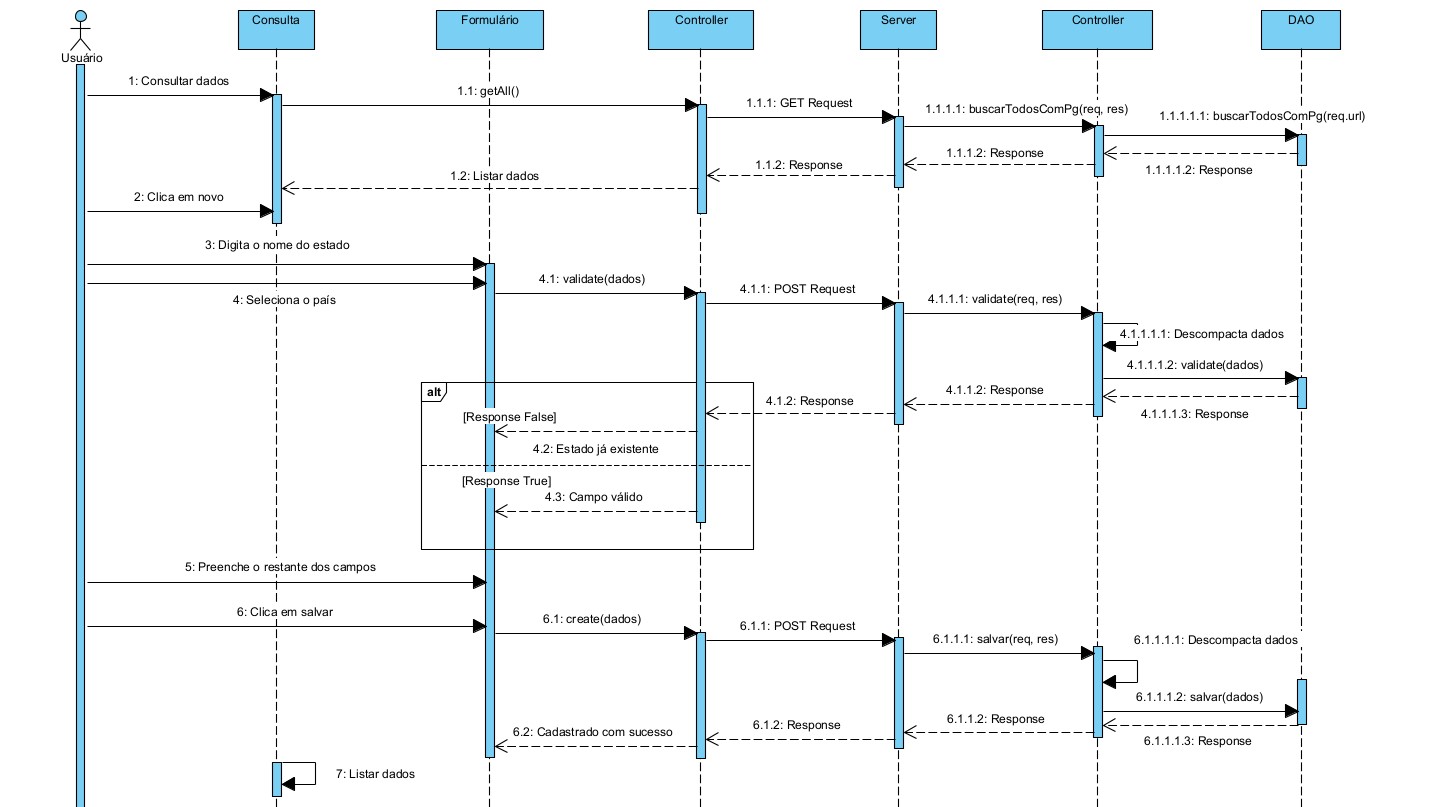 Consulta
Formulário
Controller
Server
Controller
DAO
Usuário
1: Consultar dados
1.1: getAll()
1.1.1: GET Request
1.1.1.1: buscarTodosComPg(req, res)
1.1.1.1.1: buscarTodosComPg(req.url)
1.1.1.1.2: Response
1.1.1.2: Response
1.1.2: Response
1.2: Listar dados
2: Clica em novo
3: Digita o nome do estado
4: Seleciona o país
4.1: validate(dados)
4.1.1: POST Request
4.1.1.1: validate(req, res)
4.1.1.1.1: Descompacta dados
4.1.1.1.2: validate(dados)
4.1.1.1.3: Response
4.1.1.2: Response
4.1.2: Response
alt
[Response False]
4.2: Estado já existente
[Response True]
4.3: Campo válido
5: Preenche o restante dos campos
6: Clica em salvar
6.1: create(dados)
6.1.1: POST Request
6.1.1.1: salvar(req, res)
6.1.1.1.1: Descompacta dados
6.1.1.1.2: salvar(dados)
6.1.1.1.3: Response
6.1.1.2: Response
6.1.2: Response
6.2: Cadastrado com sucesso
7: Listar dados